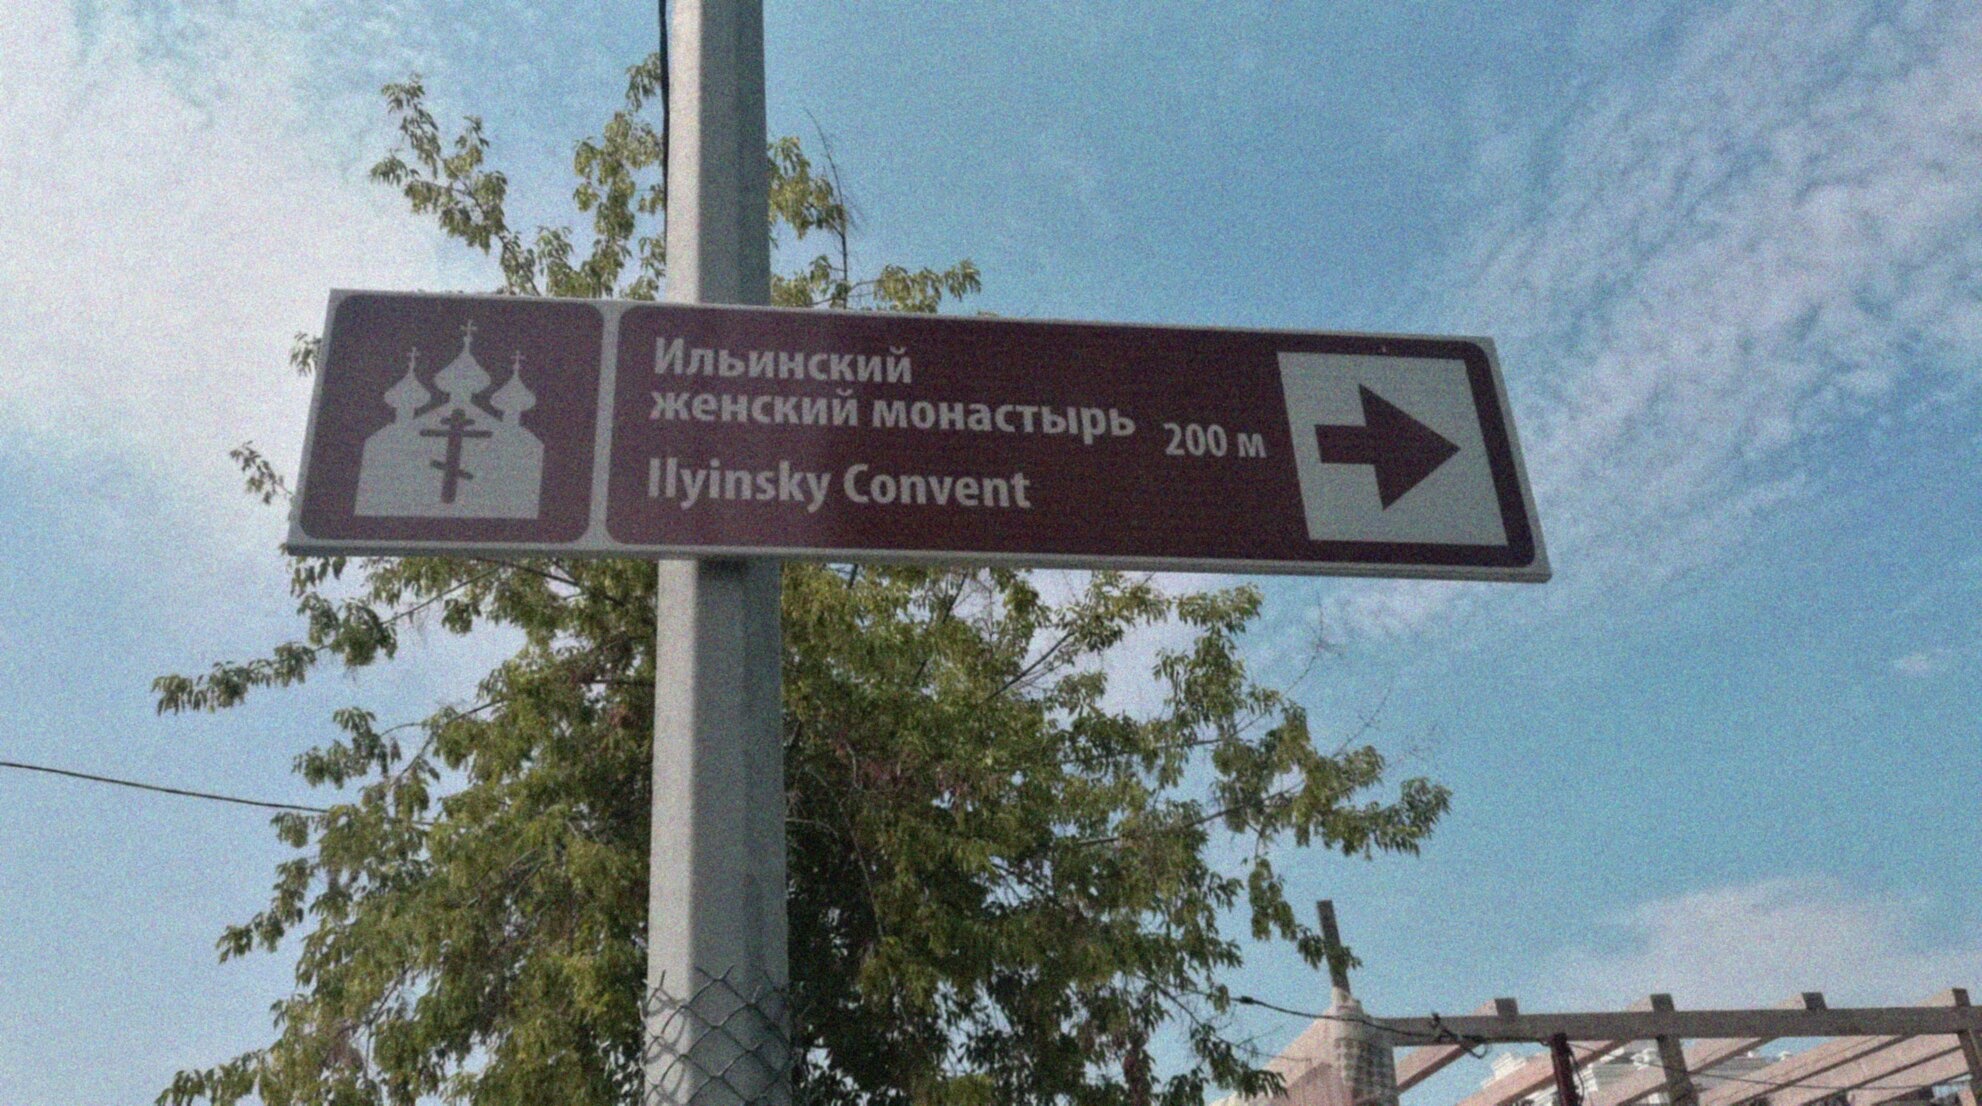 Ильинский
женский монастырь
200 м
Ilyinsky Convent